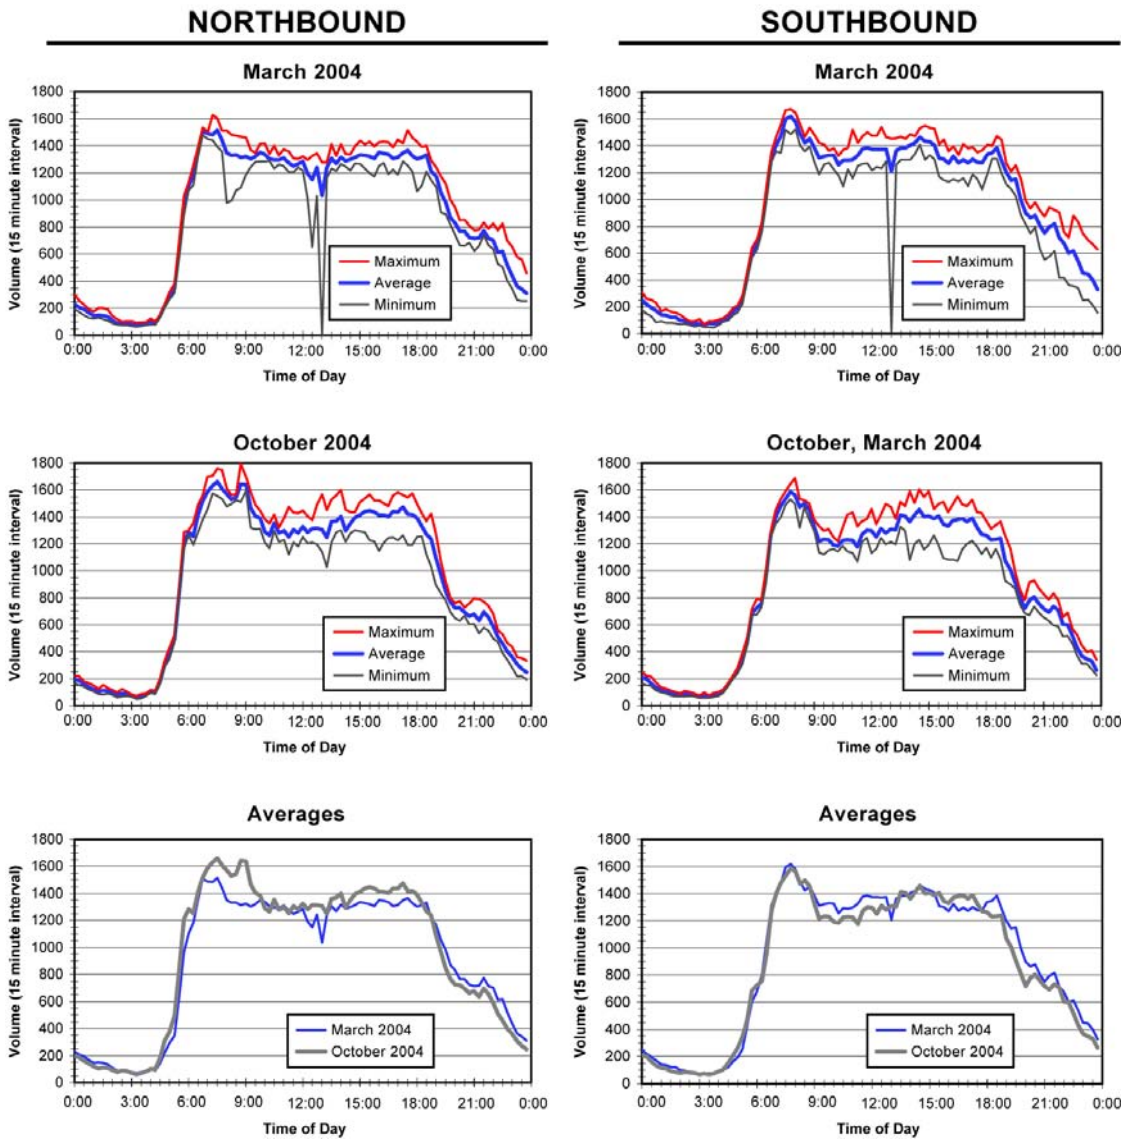 NORTHBOUND
March 2004
Volume (15 minute interval)
1800
1600
1400
1200
1000
800
600
400
200
0
Maximum
Average
Minimum
0:00 3:00 6:00 9:00 12:00 15:00 18:00 21:00 0:00
Time of Day
SOUTHBOUND
March 2004
Volume (15 minute interval)
1800
1600
1400
1200
1000
800
600
400
200
0
Maximum
Average
Minimum
0:00 3:00 6:00 9:00 12:00 15:00 18:00 21:00 0:00
Time of Day
October 2004
Volume (15 minute interval)
1800
1600
1400
1200
1000
800
600
400
200
0
Maximum
Average
Minimum
0:00 3:00 6:00 9:00 12:00 15:00 18:00 21:00 0:00
Time of Day
October, March 2004
Volume (15 minute interval)
1800
1600
1400
1200
1000
800
600
400
200
0
Maximum
Average
Minimum
0:00 3:00 6:00 9:00 12:00 15:00 18:00 21:00 0:00
Time of Day
Averages
Volume (15 minute interval)
1800
1600
1400
1200
1000
800
600
400
200
0
March 2004
October 2004
0:00 3:00 6:00 9:00 12:00 15:00 18:00 21:00 0:00
Time of Day
Averages
Volume (15 minute interval)
1800
1600
1400
1200
1000
800
600
400
200
0
March 2004
October 2004
0:00 3:00 6:00 9:00 12:00 15:00 18:00 21:00 0:00
Time of Day